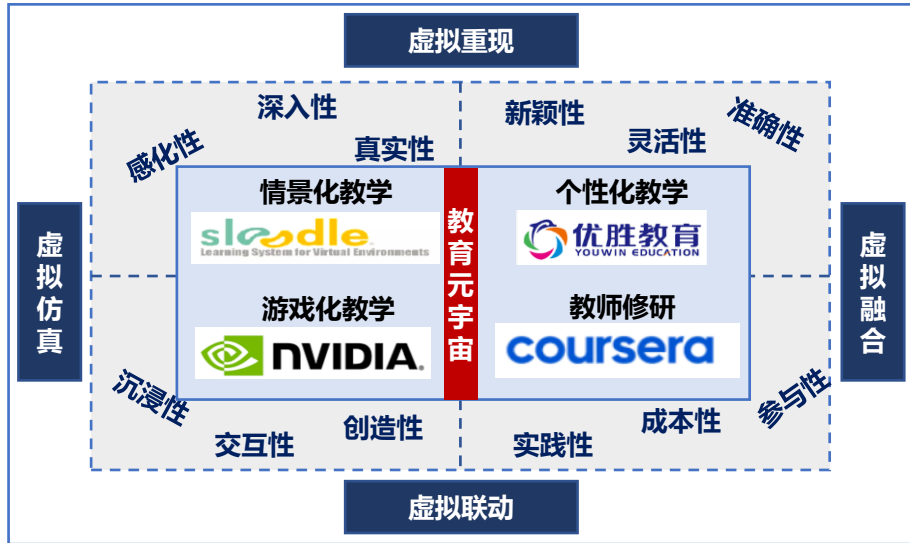 虚拟重现
深入性
感化性
真实性
新颖性
灵活性
准确性
虚拟仿真
情景化教学
sloodle
Learning System for Virtual Environments
教育元宇宙
个性化教学
优胜教育
YOUWIN EDUCATION
虚拟融合
游戏化教学
NVIDIA.
教师修研
coursera
沉浸性
交互性
创造性
实践性
成本性
参与性
虚拟联动